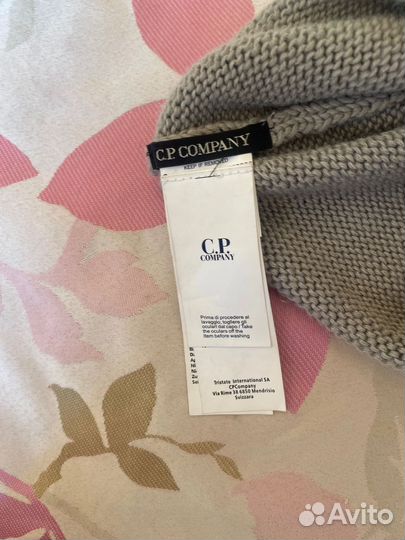 C.P. COMPANY
KEEP IF REMOVED
C.P.
COMPANY
Prima di procedere al
lavaggio, togliere gli
oculari dal capo / Take
the oculars off the
item before washing
Tristate International SA
CPCompany
Via Rime 38 6850 Mendrisio
Svizzara
Avito